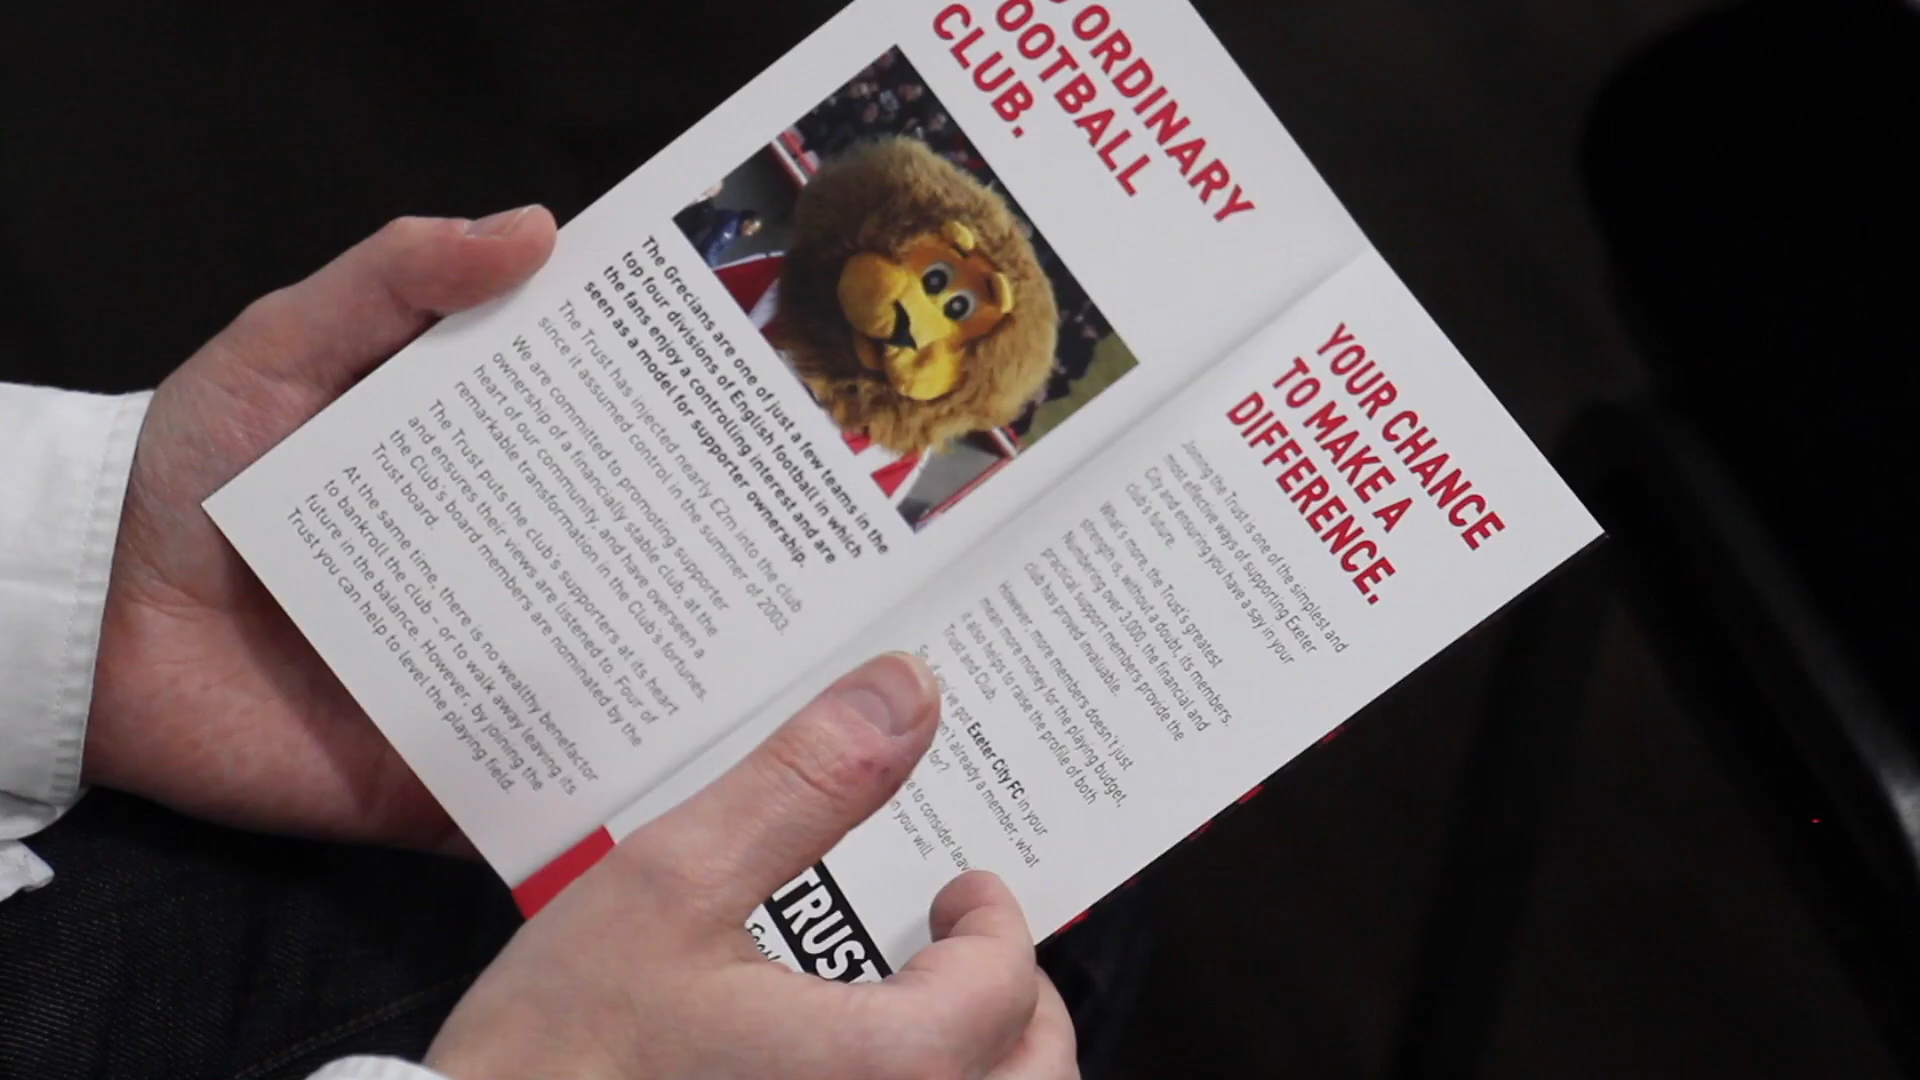 ORDINARY
OOTBALL
CLUB.
The Grecians are one of just a few teams in the
top four divisions of English football in which
the fans enjoy a controlling interest and are
seen as a model for supporter ownership.
The Trust has injected nearly £2m into the club
since it assumed control in the summer of 2003.
We are committed to promoting supporter
ownership of a financially stable club, at the
heart of our community, and have overseen a
remarkable transformation in the Club's fortunes.
The Trust puts the club's supporters at its heart
and ensures their views are listened to. Four of
the Club's board members are nominated by the
Trust board.
At the same time, there is no wealthy benefactor
to bankroll the club – or to walk away leaving its
future in the balance. However, by joining the
Trust you can help to level the playing field.
YOUR CHANCE
TO MAKE A
DIFFERENCE.
Joining the Trust is one of the simplest and
most effective ways of supporting Exeter
City and ensuring you have a say in your
club's future.
What's more, the Trust's greatest
strength is, without a doubt, its members.
Numbering over 3,000, the financial and
practical support members provide the
club has proved invaluable.
However, more members doesn't just
mean more money for the playing budget,
it also helps to raise the profile of both
Trust and Club.
So if you've got Exeter City FC in your
already a member, what
for?
to consider
in your will.
TRUST